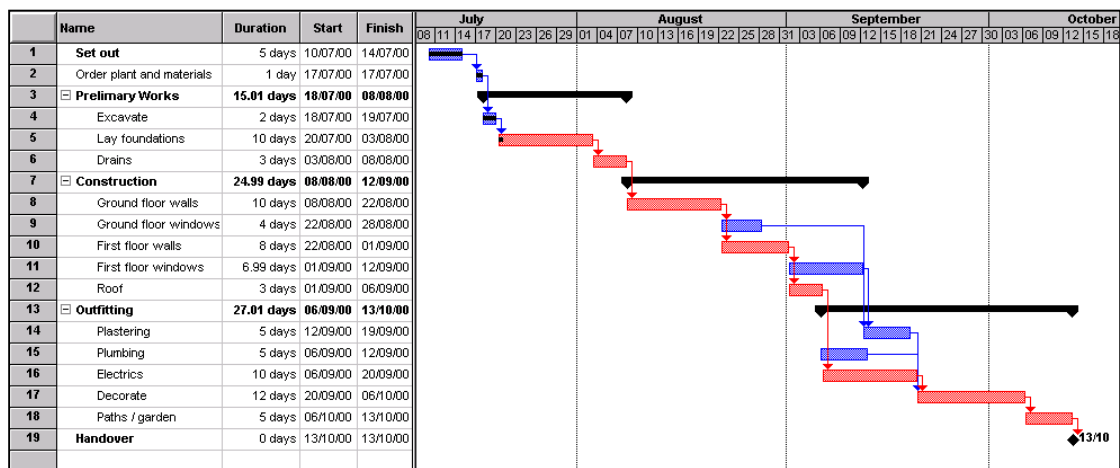 July August September October
Name Duration Start Finish 08 11 14 17 20 23 26 29 01 04 07 10 13 16 19 22 25 28 31 03 06 09 12 15 18 21 24 27 30 03 06 09 12 15 18
1 Set out 5 days 10/07/00 14/07/00
2 Order plant and materials 1 day 17/07/00 17/07/00
3 Prelimary Works 15.01 days 18/07/00 08/08/00
4 Excavate 2 days 18/07/00 19/07/00
5 Lay foundations 10 days 20/07/00 03/08/00
6 Drains 3 days 03/08/00 08/08/00
7 Construction 24.99 days 08/08/00 12/09/00
8 Ground floor walls 10 days 08/08/00 22/08/00
9 Ground floor windows 4 days 22/08/00 28/08/00
10 First floor walls 8 days 22/08/00 01/09/00
11 First floor windows 6.99 days 01/09/00 12/09/00
12 Roof 3 days 01/09/00 06/09/00
13 Outfitting 27.01 days 06/09/00 13/10/00
14 Plastering 5 days 12/09/00 19/09/00
15 Plumbing 5 days 06/09/00 12/09/00
16 Electrics 10 days 06/09/00 20/09/00
17 Decorate 12 days 20/09/00 06/10/00
18 Paths / garden 5 days 06/10/00 13/10/00
19 Handover 0 days 13/10/00 13/10/00 13/10